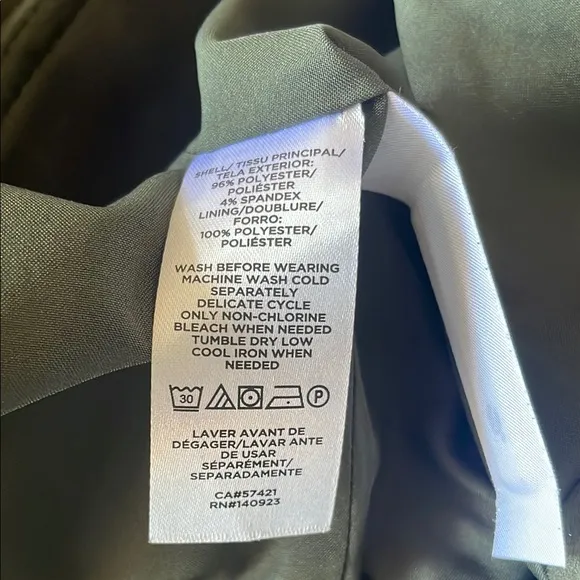 SHELL/ TISSU PRINCIPAL/
TELA EXTERIOR:
96% POLYESTER/
POLIÉSTER
4% SPANDEX
LINING/DOUBLURE/
FORRO:
100% POLYESTER/
POLIÉSTER
WASH BEFORE WEARING
MACHINE WASH COLD
SEPARATELY
DELICATE CYCLE
ONLY NON-CHLORINE
BLEACH WHEN NEEDED
TUMBLE DRY LOW
COOL IRON WHEN
NEEDED
30 P
LAVER AVANT DE
DÉGAGER/LAVAR ANTE
DE USAR
SÉPARÉMENT/
SEPARADAMENTE
CA#57421
RN#140923